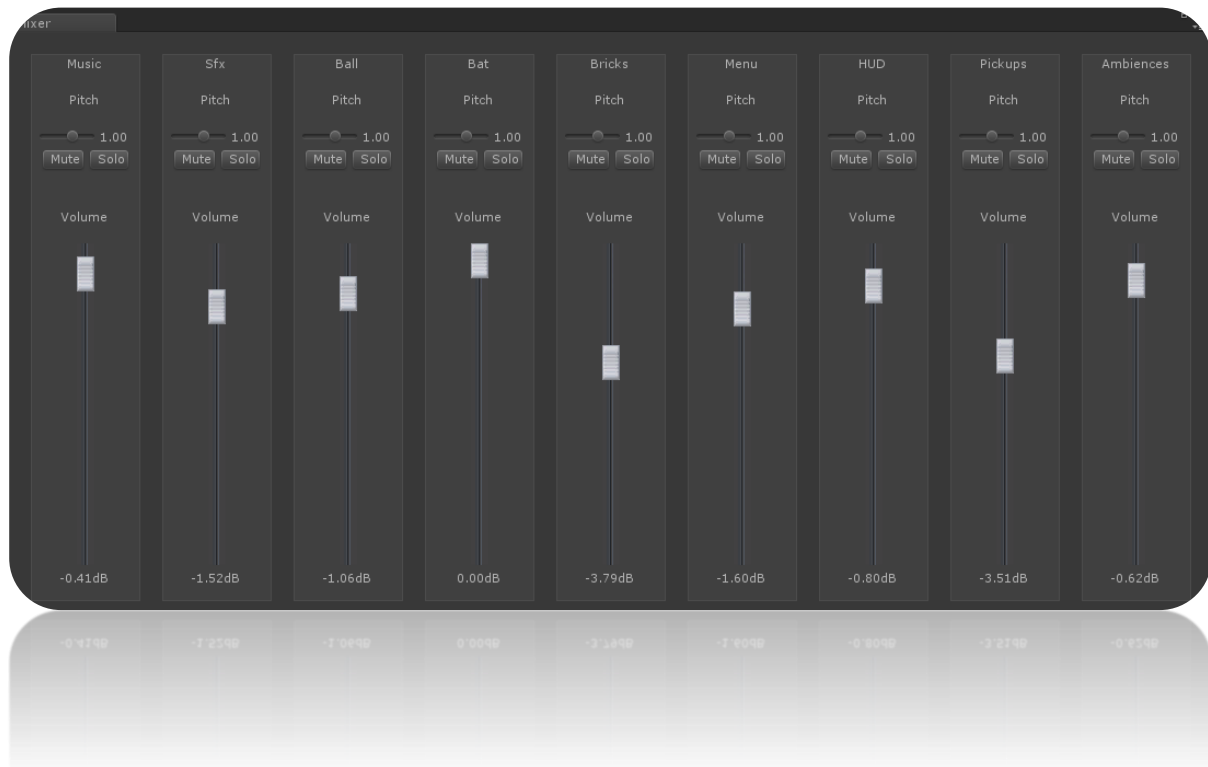 Mixer
Music Sfx Ball Bat Bricks Menu HUD Pickups Ambiences
Pitch Pitch Pitch Pitch Pitch Pitch Pitch Pitch Pitch
1.00 1.00 1.00 1.00 1.00 1.00 1.00 1.00 1.00
Mute Solo Mute Solo Mute Solo Mute Solo Mute Solo Mute Solo Mute Solo Mute Solo Mute Solo
Volume Volume Volume Volume Volume Volume Volume Volume Volume
-0.41dB -1.52dB -1.06dB 0.00dB -3.79dB -1.60dB -0.80dB -3.51dB -0.62dB